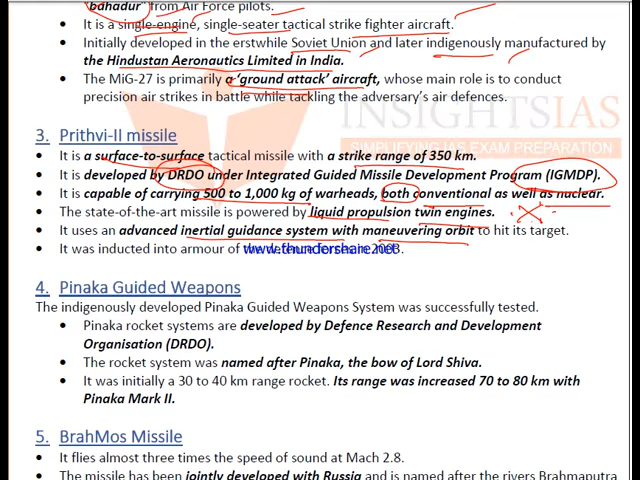 bahadur" from Air Force pilots.
• It is a single-engine, single-seater tactical strike fighter aircraft.
• Initially developed in the erstwhile Soviet Union and later indigenously manufactured by
the Hindustan Aeronautics Limited in India.
• The MiG-27 is primarily a 'ground attack' aircraft, whose main role is to conduct
precision air strikes in battle while tackling the adversary's air defences.
INSIGHTSIAS
SIMPLIFYING IAS EXAM PREPARATION
3. Prithvi-II missile
• It is a surface-to-surface tactical missile with a strike range of 350 km.
• It is developed by DRDO under Integrated Guided Missile Development Program (IGMDP).
• It is capable of carrying 500 to 1,000 kg of warheads, both conventional as well as nuclear.
• The state-of-the-art missile is powered by liquid propulsion twin engines.
• It uses an advanced inertial guidance system with maneuvering orbit to hit its target.
• It was inducted into armour of the defence forces in 2003.
www.thundershare.net
4. Pinaka Guided Weapons
The indigenously developed Pinaka Guided Weapons System was successfully tested.
• Pinaka rocket systems are developed by Defence Research and Development
Organisation (DRDO).
• The rocket system was named after Pinaka, the bow of Lord Shiva.
• It was initially a 30 to 40 km range rocket. Its range was increased 70 to 80 km with
Pinaka Mark II.
5. BrahMos Missile
• It flies almost three times the speed of sound at Mach 2.8.
• The missile has been jointly developed with Russia and is named after the rivers Brahmaputra